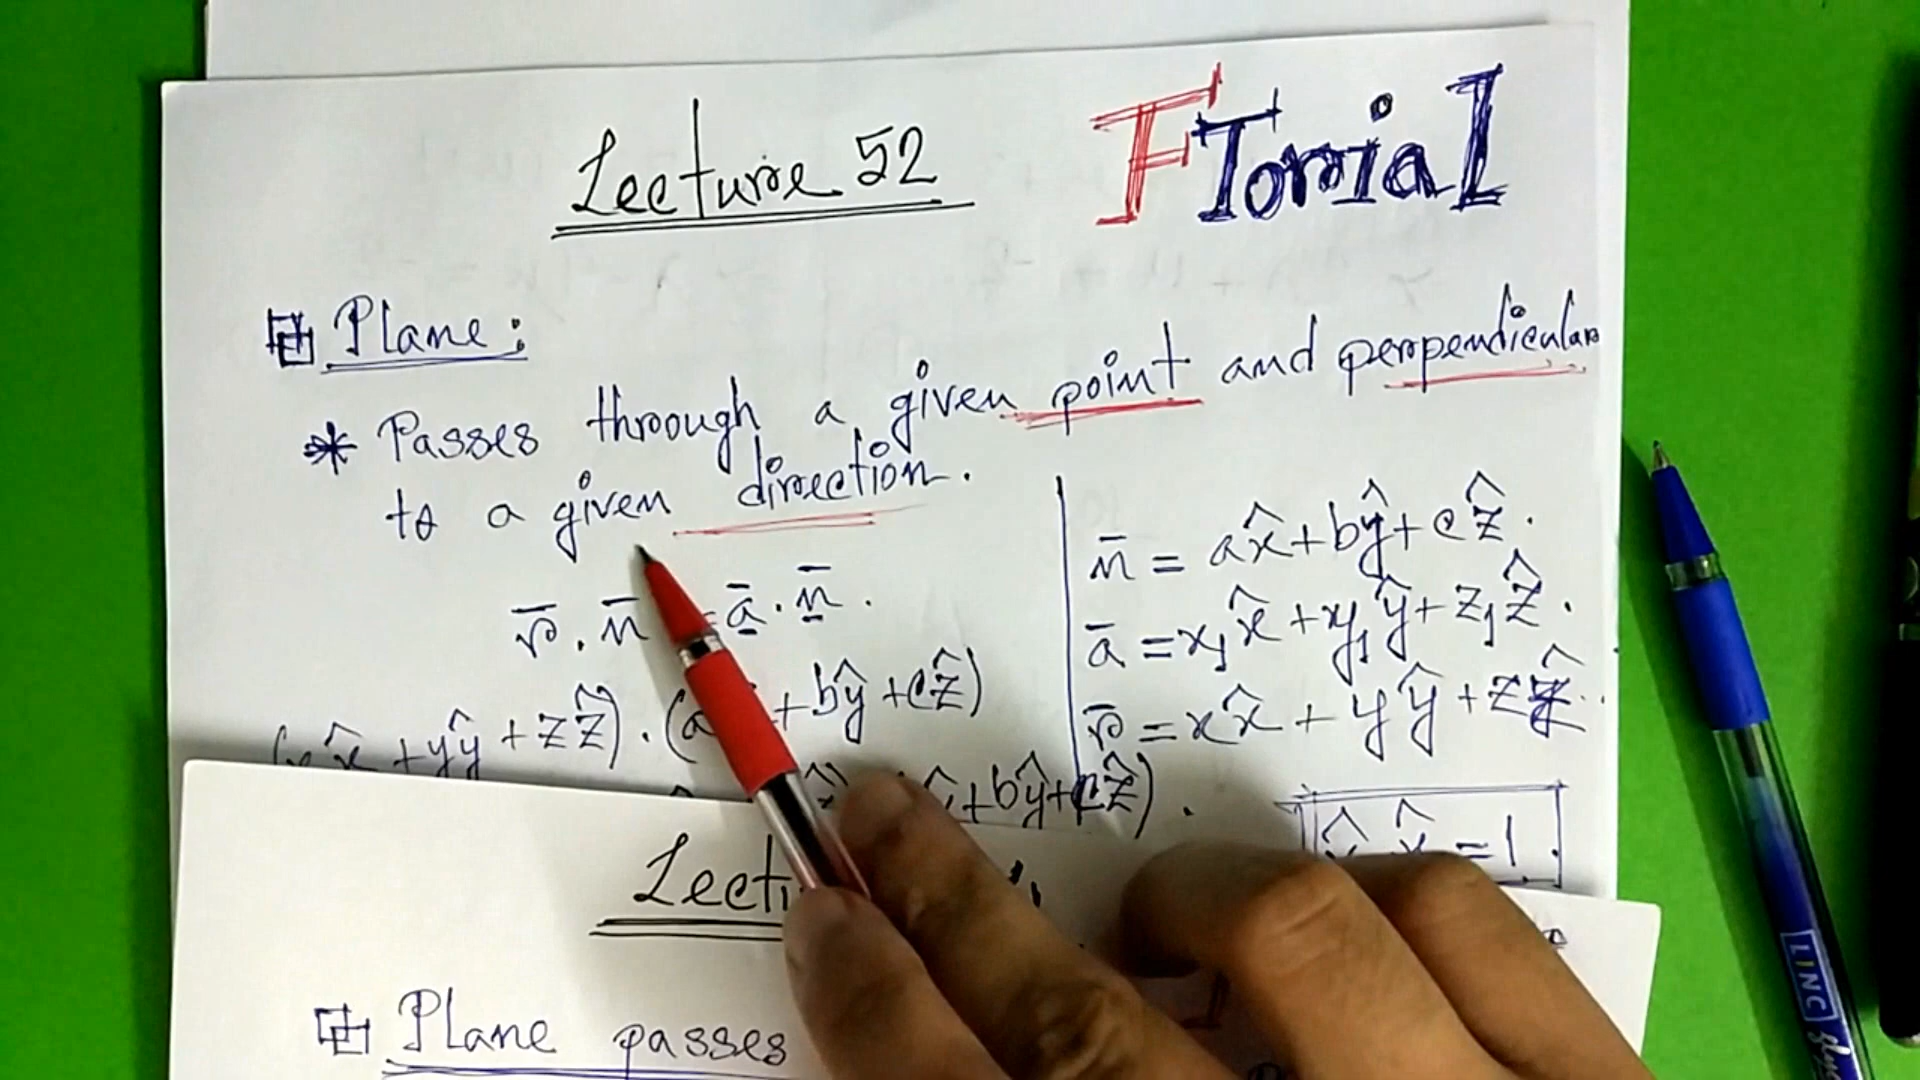 Lecture 52
FTorial
Plane:
* Passes through a given point and perpendicular
to a given direction.
r̄ . n̄ = ā . n̄ .
+ yŷ + zẑ) . (a + bŷ + cẑ)
+ bŷ + cẑ) .
n̄ = ax̂ + bŷ + cẑ .
ā = x₁x̂ + y₁ŷ + z₁ẑ .
r̄ = xx̂ + yŷ + zẑ .
x̂ . x̂ = 1 .
Plane passes
LINC